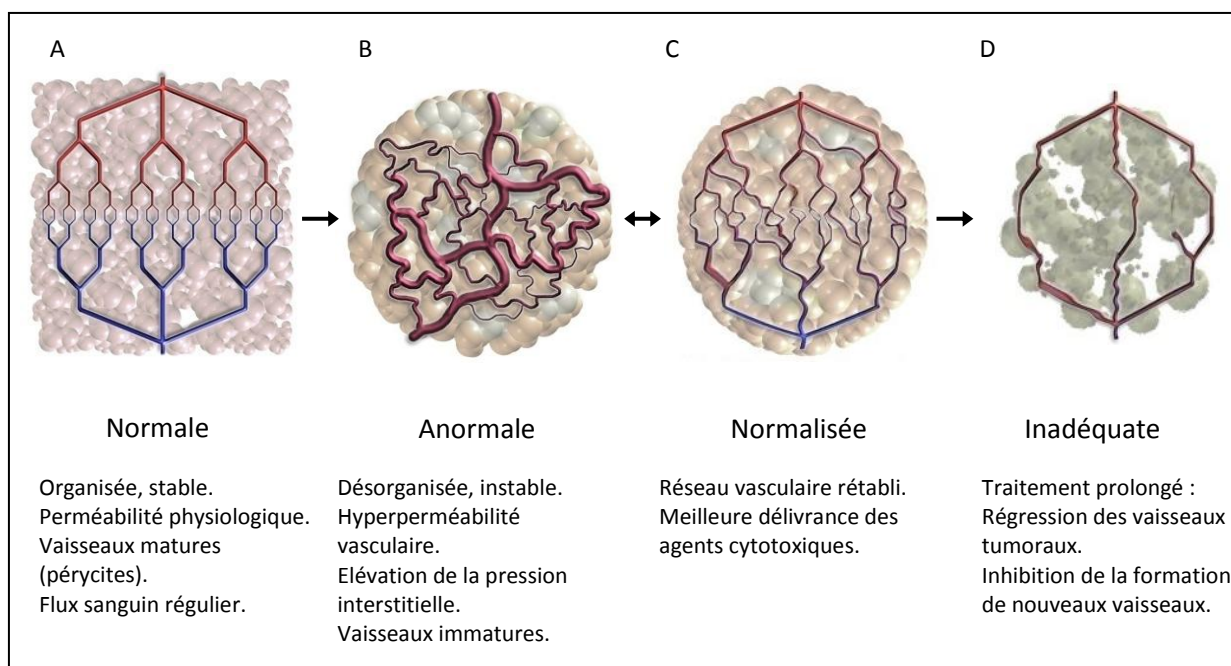 A
B
C
D
Normale
Anormale
Normalisée
Inadéquate
Organisée, stable.
Perméabilité physiologique.
Vaisseaux matures
(pérycites).
Flux sanguin régulier.
Désorganisée, instable.
Hyperperméabilité
vasculaire.
Elévation de la pression
interstitielle.
Vaisseaux immatures.
Réseau vasculaire rétabli.
Meilleure délivrance des
agents cytotoxiques.
Traitement prolongé :
Régression des vaisseaux
tumoraux.
Inhibition de la formation
de nouveaux vaisseaux.